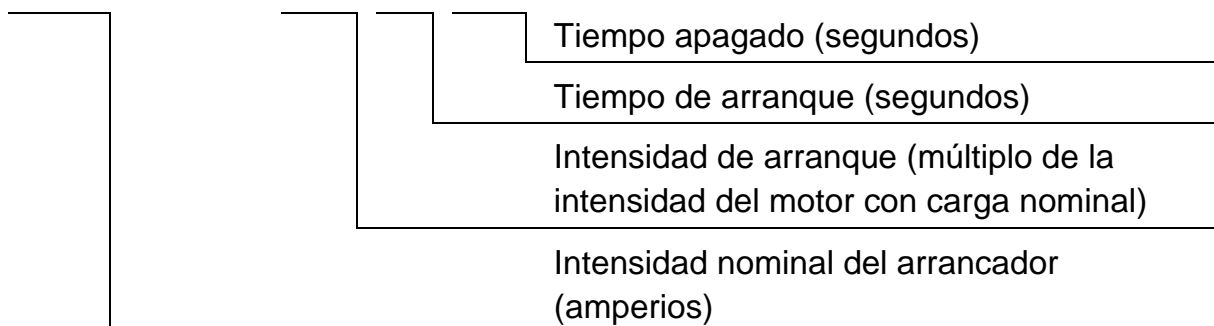 Tiempo apagado (segundos)
Tiempo de arranque (segundos)
Intensidad de arranque (múltiplo de la
intensidad del motor con carga nominal)
Intensidad nominal del arrancador
(amperios)